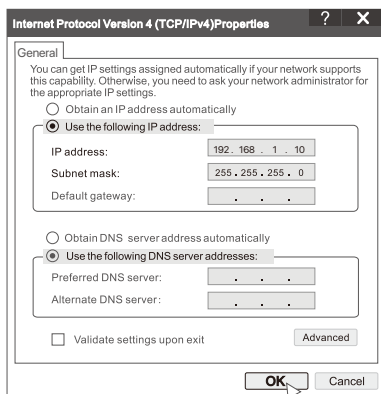 Internet Protocol Version 4 (TCP/IPv4)Properties ? X
General
You can get IP settings assigned automatically if your network supports
this capability. Otherwise, you need to ask your network administrator for
the appropriate IP settings.
Obtain an IP address automatically
Use the following IP address:
IP address: 192. 168 . 1 . 10
Subnet mask: 255 . 255 . 255 . 0
Default gateway: . . .
Obtain DNS server address automatically
Use the following DNS server addresses:
Preferred DNS server: . . .
Alternate DNS server: . . .
Validate settings upon exit Advanced
OK Cancel